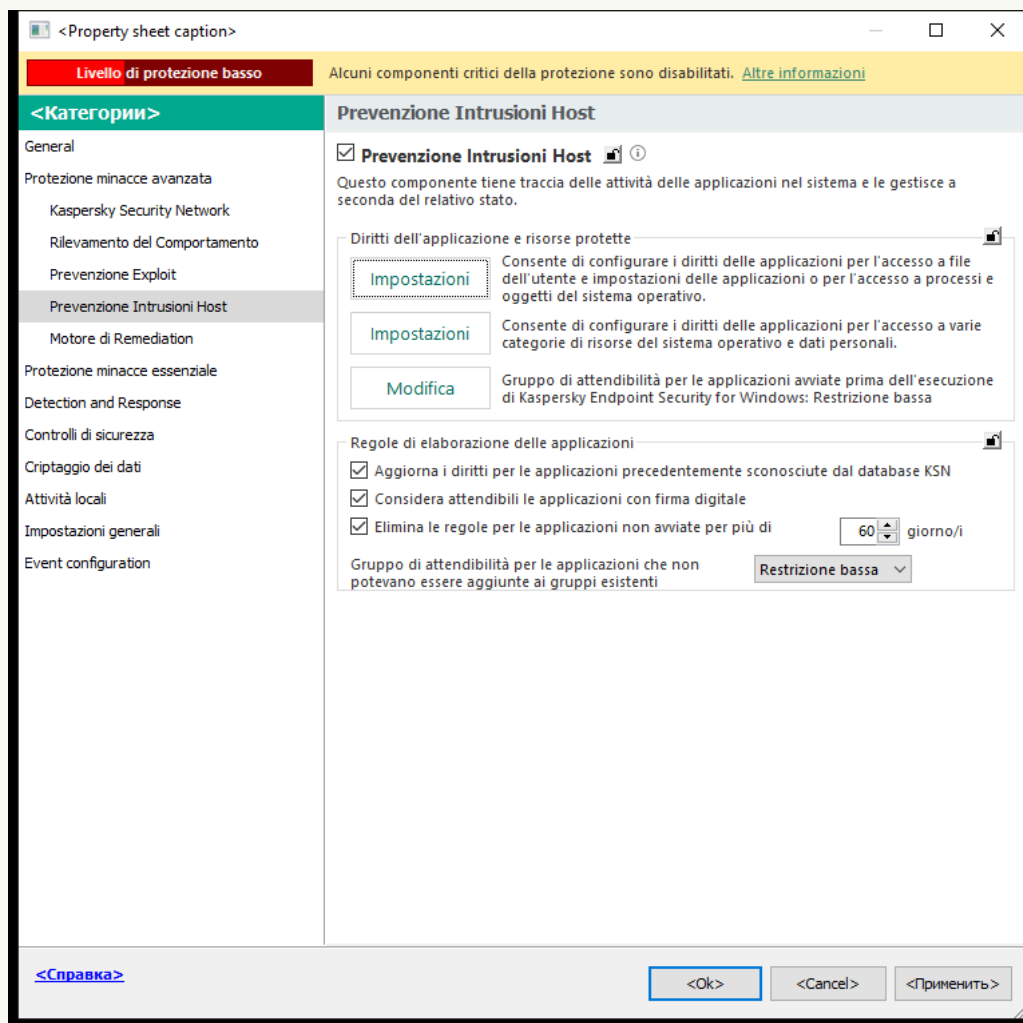 <Property sheet caption>
Livello di protezione basso
Alcuni componenti critici della protezione sono disabilitati. Altre informazioni
<Категории>
General
Protezione minacce avanzata
Kaspersky Security Network
Rilevamento del Comportamento
Prevenzione Exploit
Prevenzione Intrusioni Host
Motore di Remediation
Protezione minacce essenziale
Detection and Response
Controlli di sicurezza
Criptaggio dei dati
Attività locali
Impostazioni generali
Event configuration
Prevenzione Intrusioni Host
Prevenzione Intrusioni Host
Questo componente tiene traccia delle attività delle applicazioni nel sistema e le gestisce a
seconda del relativo stato.
Diritti dell'applicazione e risorse protette
Impostazioni
Consente di configurare i diritti delle applicazioni per l'accesso a file
dell'utente e impostazioni delle applicazioni o per l'accesso a processi e
oggetti del sistema operativo.
Impostazioni
Consente di configurare i diritti delle applicazioni per l'accesso a varie
categorie di risorse del sistema operativo e dati personali.
Modifica
Gruppo di attendibilità per le applicazioni avviate prima dell'esecuzione
di Kaspersky Endpoint Security for Windows: Restrizione bassa
Regole di elaborazione delle applicazioni
Aggiorna i diritti per le applicazioni precedentemente sconosciute dal database KSN
Considera attendibili le applicazioni con firma digitale
Elimina le regole per le applicazioni non avviate per più di 60 giorno/i
Gruppo di attendibilità per le applicazioni che non
potevano essere aggiunte ai gruppi esistenti
Restrizione bassa
<Справка>
<Ok>
<Cancel>
<Применить>